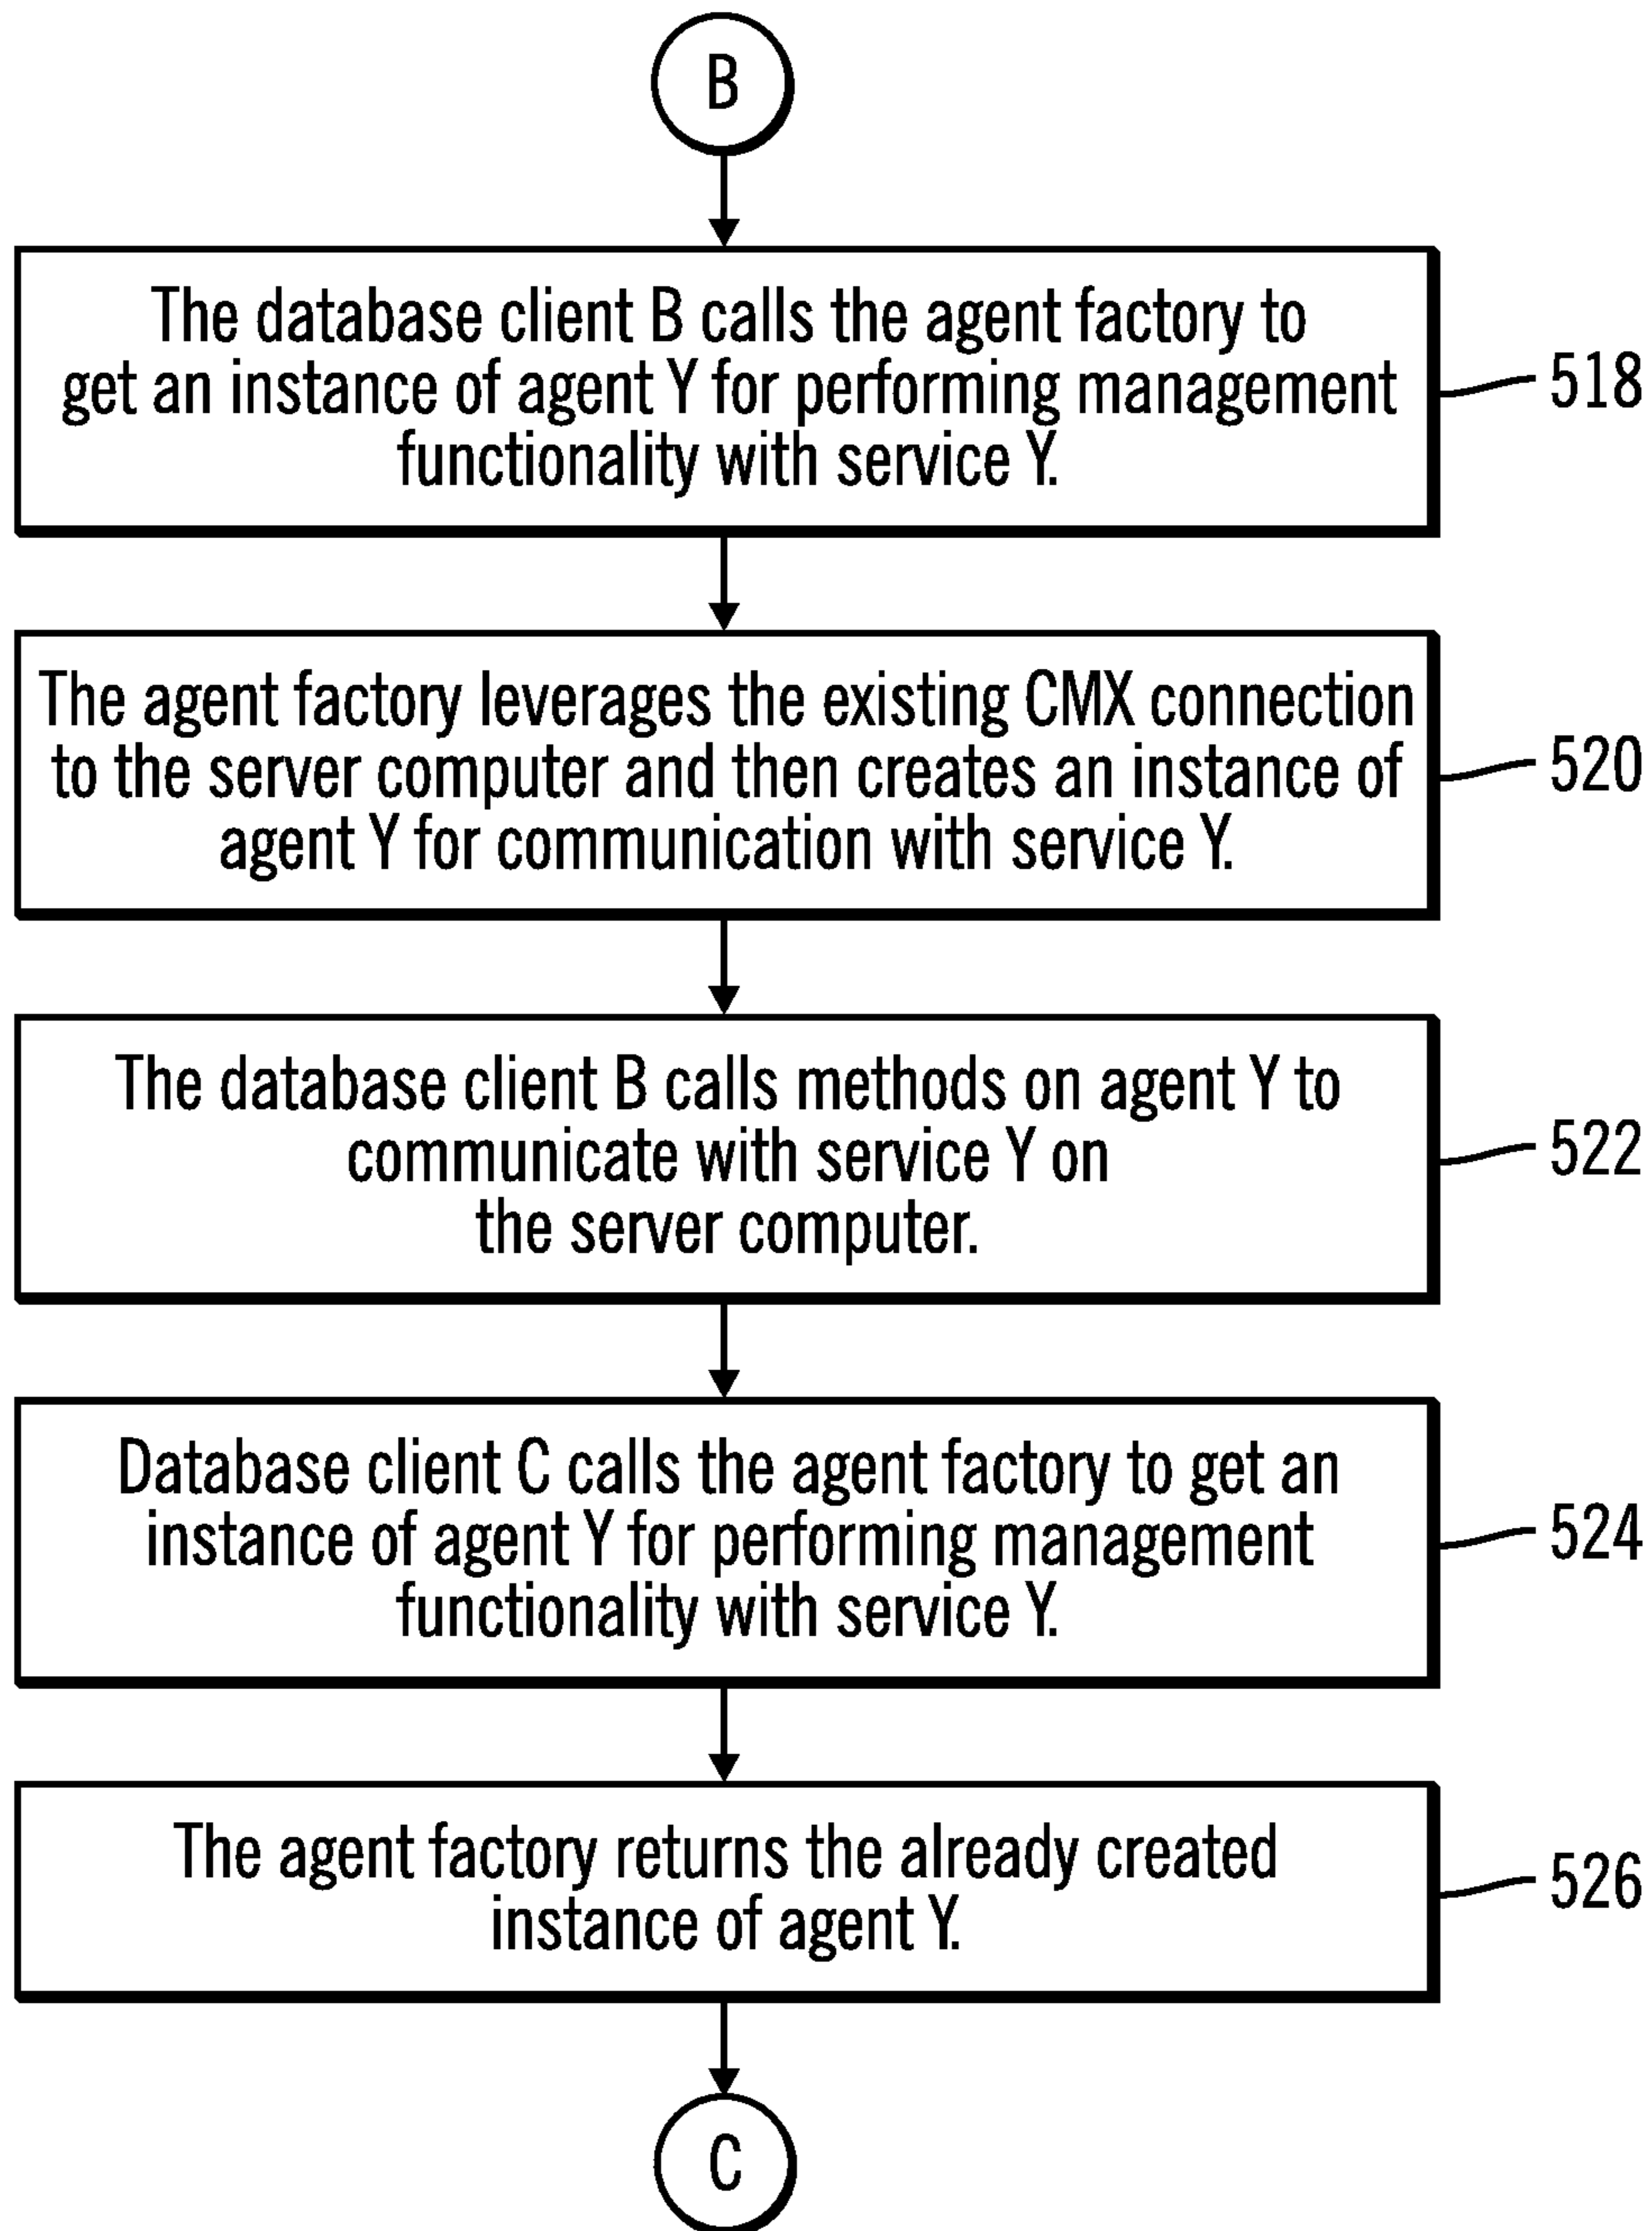 B
The database client B calls the agent factory to
get an instance of agent Y for performing management
functionality with service Y.
518
The agent factory leverages the existing CMX connection
to the server computer and then creates an instance of
agent Y for communication with service Y.
520
The database client B calls methods on agent Y to
communicate with service Y on
the server computer.
522
Database client C calls the agent factory to get an
instance of agent Y for performing management
functionality with service Y.
524
The agent factory returns the already created
instance of agent Y.
526
C